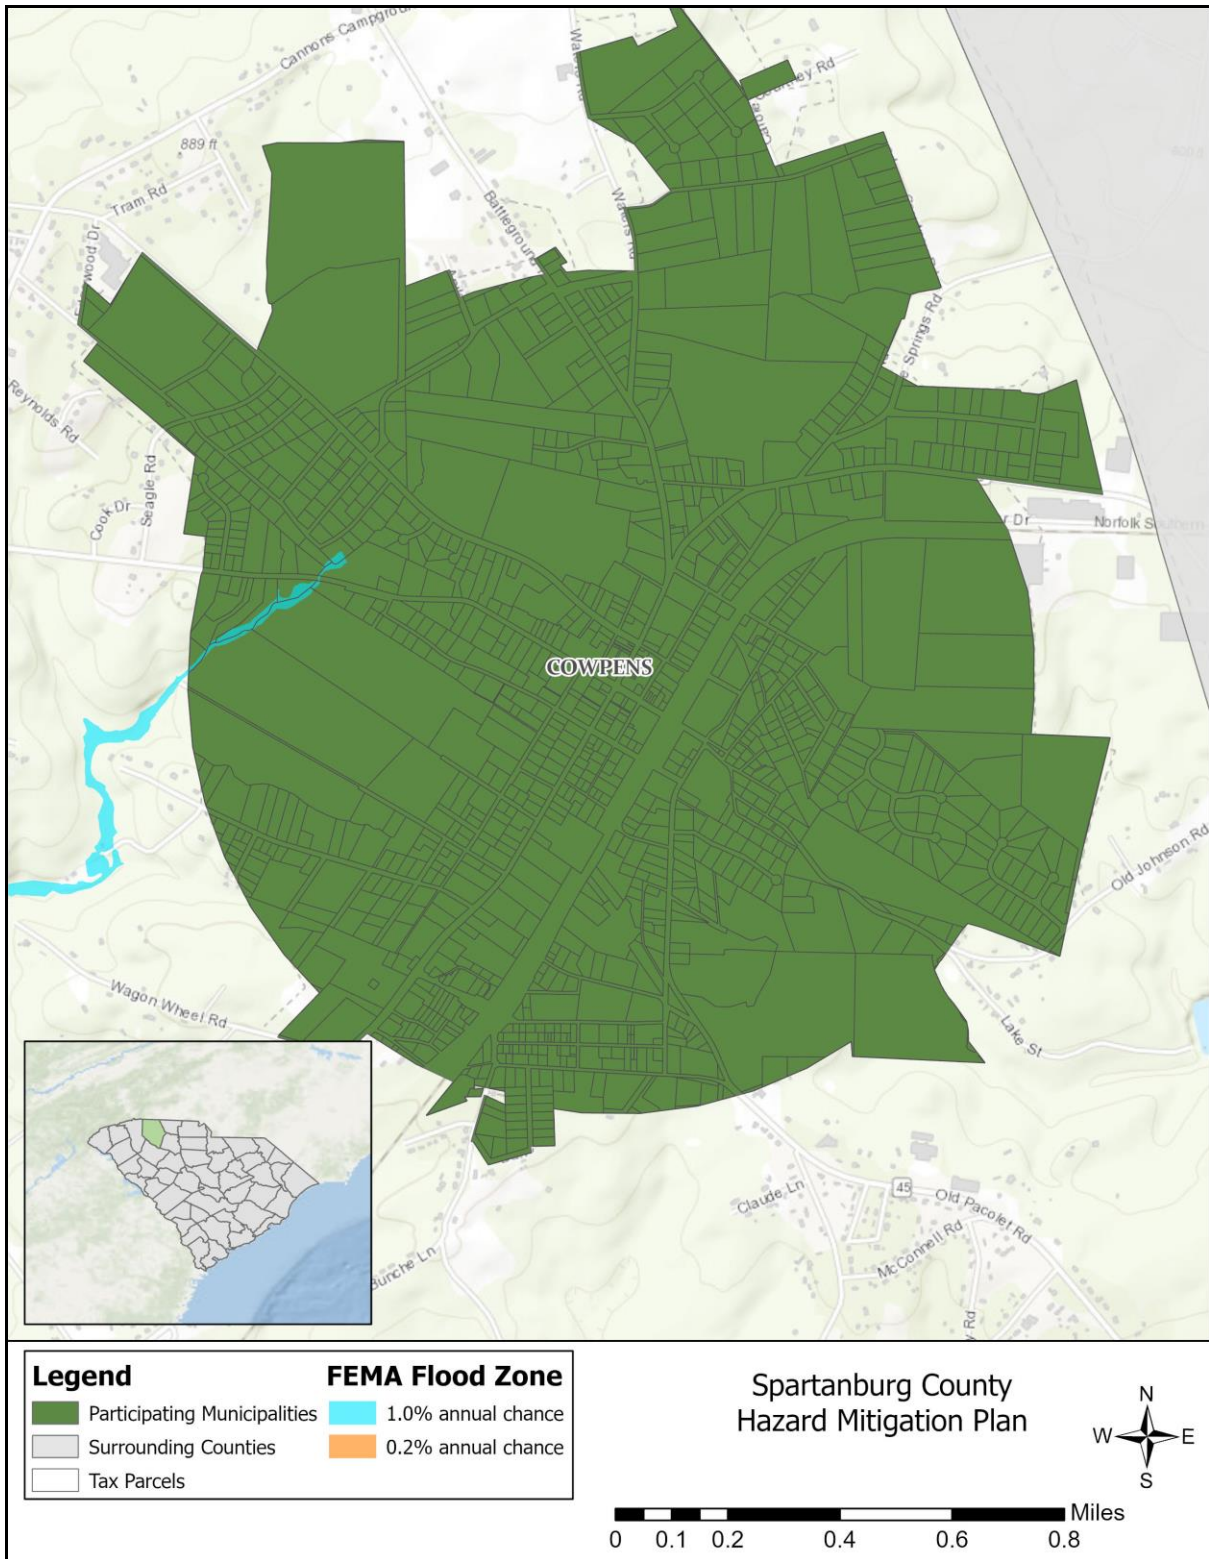 Cannons Campgrou
889 ft
Tram Rd
Battleground
Waters Rd
Reynolds Rd
Seagle Rd
Cook Dr
Springs Rd
r Dr
Norfolk Southern
COWPENS
Old Johnson Rd
Wagon Wheel Rd
Lake St
Claude Ln
45
Old Pacolet Rd
McConnell Rd
Bunche Ln
y Rd
Legend
Participating Municipalities
Surrounding Counties
Tax Parcels
FEMA Flood Zone
1.0% annual chance
0.2% annual chance
Spartanburg County
Hazard Mitigation Plan
N
W E
S
Miles
0 0.1 0.2 0.4 0.6 0.8